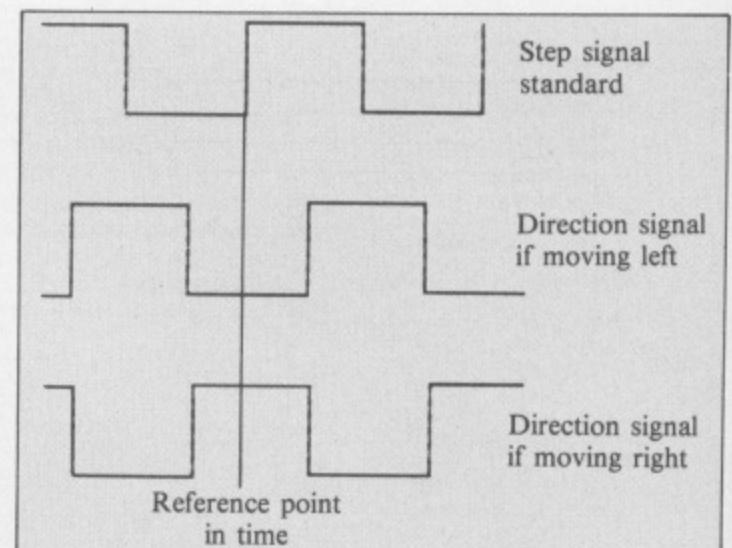 Step signal
standard
Direction signal
if moving left
Direction signal
if moving right
Reference point
in time